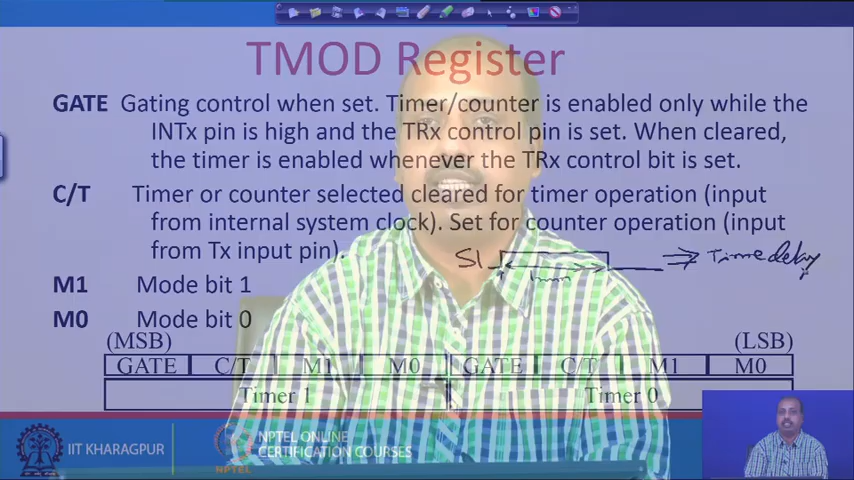 TMOD Register
GATE Gating control when set. Timer/counter is enabled only while the
INTx pin is high and the TRx control pin is set. When cleared,
the timer is enabled whenever the TRx control bit is set.
C/T Timer or counter selected cleared for timer operation (input
from internal system clock). Set for counter operation (input
from Tx input pin).
S1 Time delay
M1 Mode bit 1
M0 Mode bit 0
(MSB) (LSB)
GATE C/T M1 M0 GATE C/T M1 M0
Timer 1 Timer 0
IIT KHARAGPUR
NPTEL ONLINE
CERTIFICATION COURSES
NPTEL